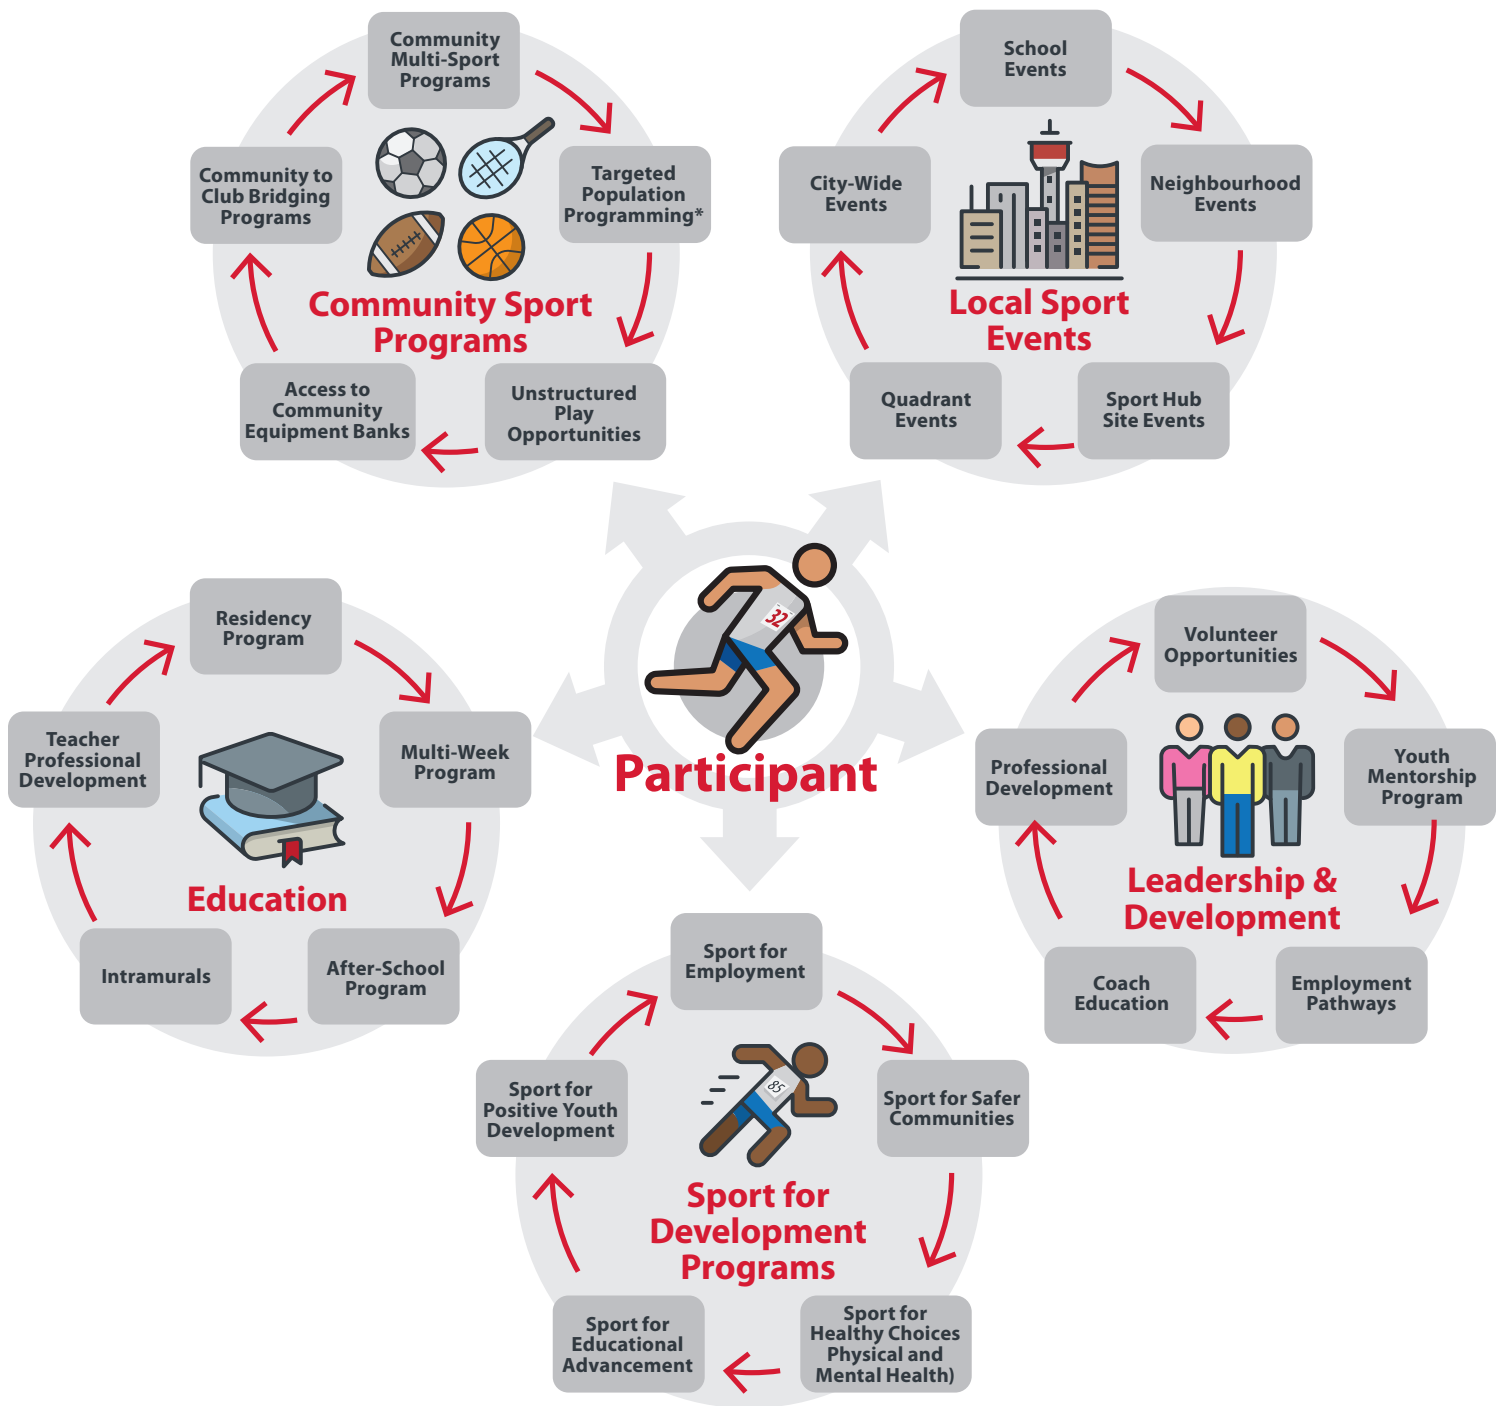 Community
Multi-Sport
Programs
Targeted
Population
Programming*
Unstructured
Play
Opportunities
Access to
Community
Equipment Banks
Community to
Club Bridging
Programs
Community Sport
Programs
School
Events
Neighbourhood
Events
Sport Hub
Site Events
Quadrant
Events
City-Wide
Events
Local Sport
Events
32
Participant
Residency
Program
Multi-Week
Program
After-School
Program
Intramurals
Teacher
Professional
Development
Education
Volunteer
Opportunities
Youth
Mentorship
Program
Employment
Pathways
Coach
Education
Professional
Development
Leadership &
Development
Sport for
Employment
Sport for Safer
Communities
Sport for
Healthy Choices
Physical and
Mental Health)
Sport for
Educational
Advancement
Sport for
Positive Youth
Development
85
Sport for
Development
Programs